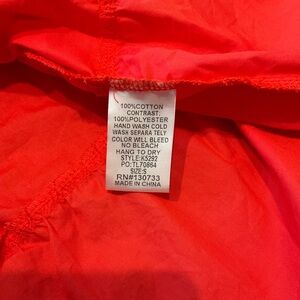 100%COTTON
CONTRAST:
100%POLYESTER
HAND WASH COLD
WASH SEPARA TELY
COLOR WILL BLEED
NO BLEACH
HANG TO DRY
STYLE:K5292
PO:TL70864
SIZE:S
RN#130733
MADE IN CHINA